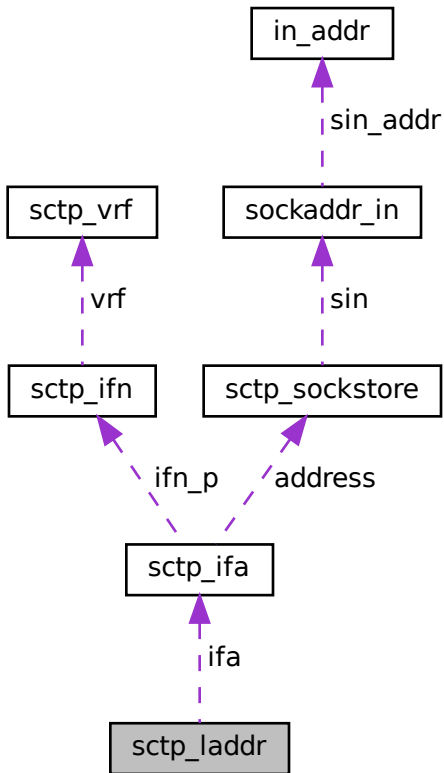 in_addr
sin_addr
sctp_vrf
sockaddr_in
vrf
sin
sctp_ifn
sctp_sockstore
ifn_p
address
sctp_ifa
ifa
sctp_laddr